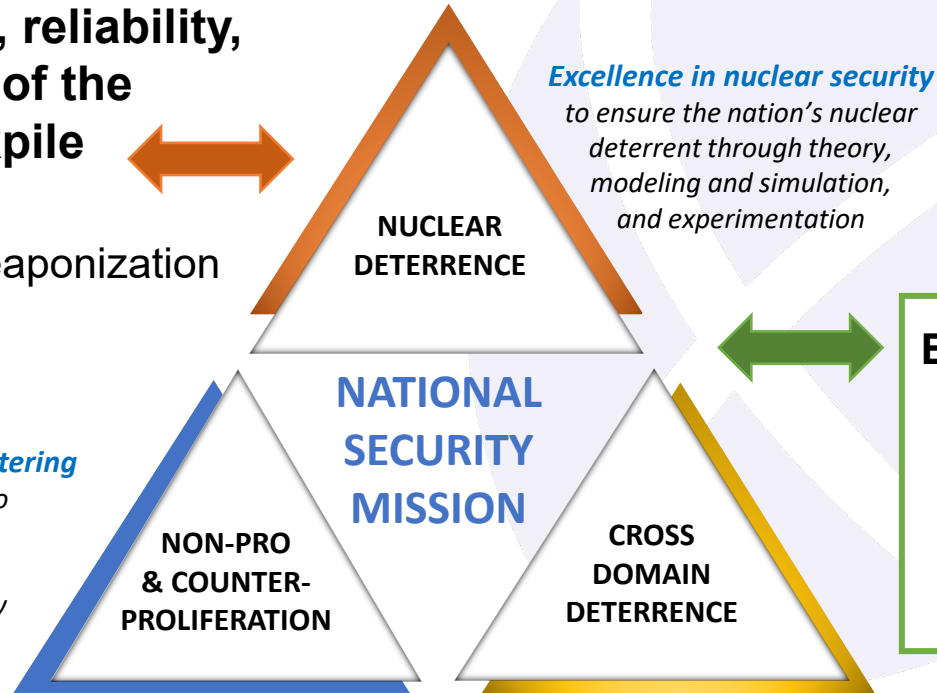 , reliability,
of the
pile
eaponization
Excellence in nuclear security
to ensure the nation's nuclear
deterrent through theory,
modeling and simulation,
and experimentation
NUCLEAR
DETERRENCE
NATIONAL
SECURITY
MISSION
tering
NON-PRO
& COUNTER-
PROLIFERATION
CROSS
DOMAIN
DETERRENCE
E